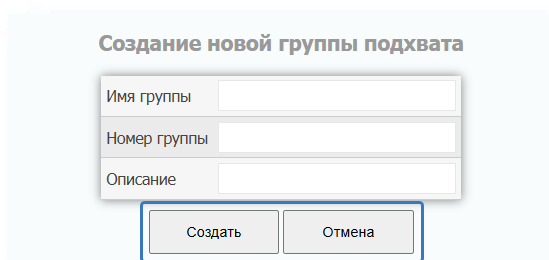 Создание новой группы подхвата
Имя группы
Номер группы
Описание
Создать Отмена